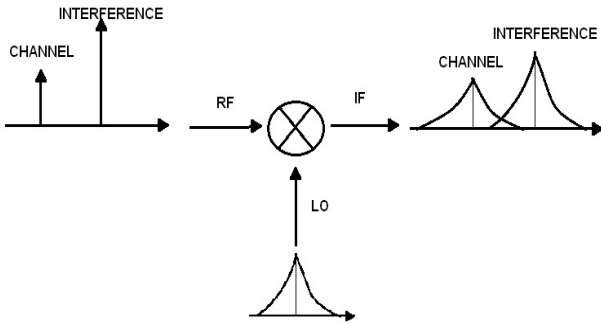 INTERFERENCE
CHANNEL
RF
IF
LO
INTERFERENCE
CHANNEL